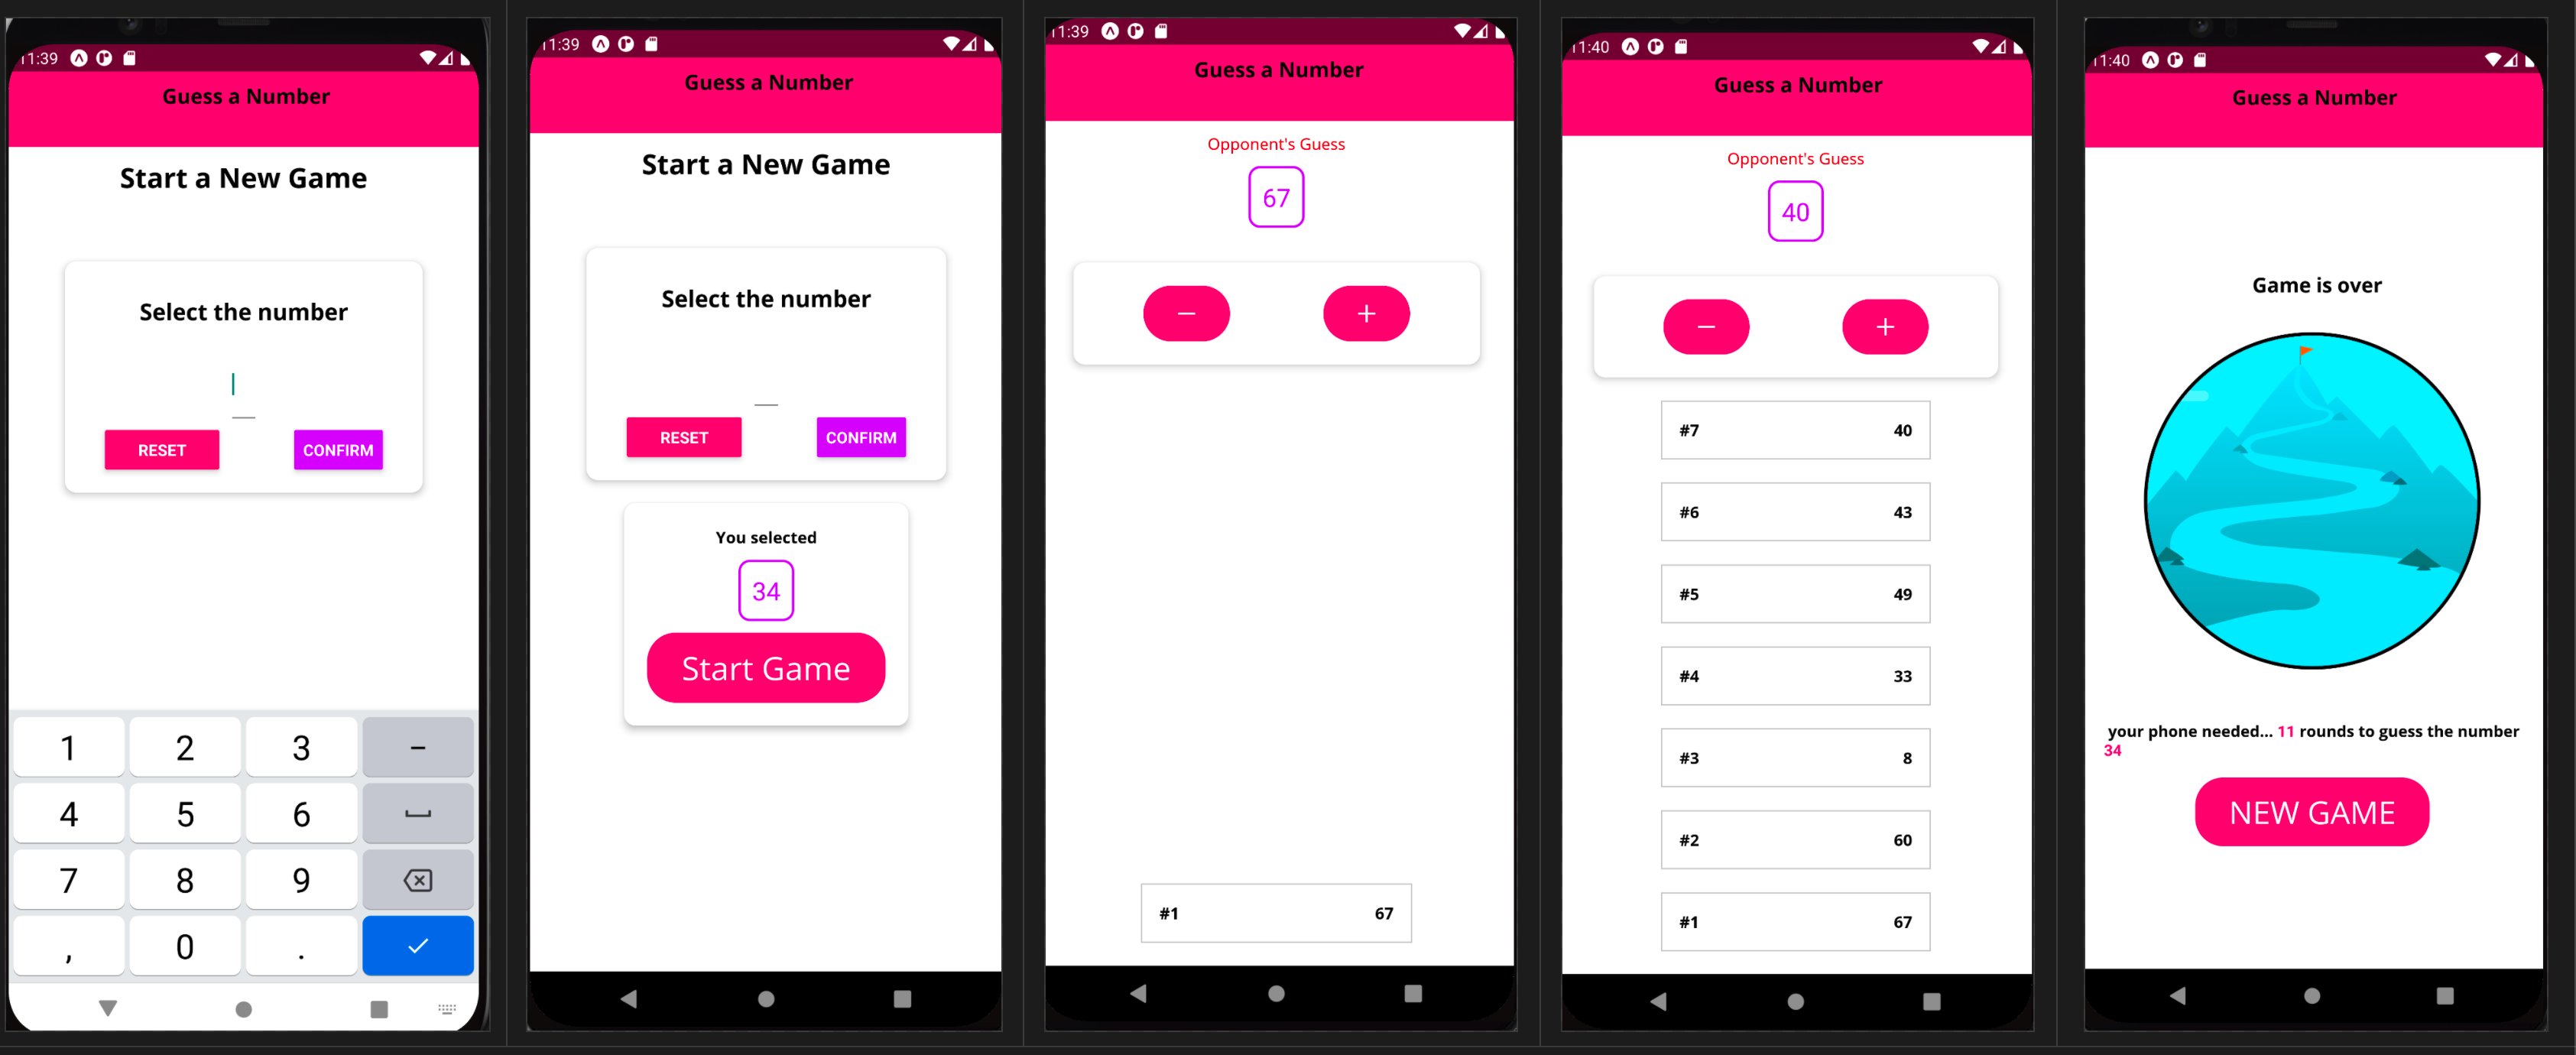 11:39
Guess a Number
Start a New Game
Select the number
RESET
CONFIRM
1 2 3 –
4 5 6
7 8 9
, 0 .
11:39
Guess a Number
Start a New Game
Select the number
RESET
CONFIRM
You selected
34
Start Game
11:39
Guess a Number
Opponent's Guess
67
−
+
#1 67
11:40
Guess a Number
Opponent's Guess
40
−
+
#7 40
#6 43
#5 49
#4 33
#3 8
#2 60
#1 67
11:40
Guess a Number
Game is over
your phone needed... 11 rounds to guess the number
34
NEW GAME